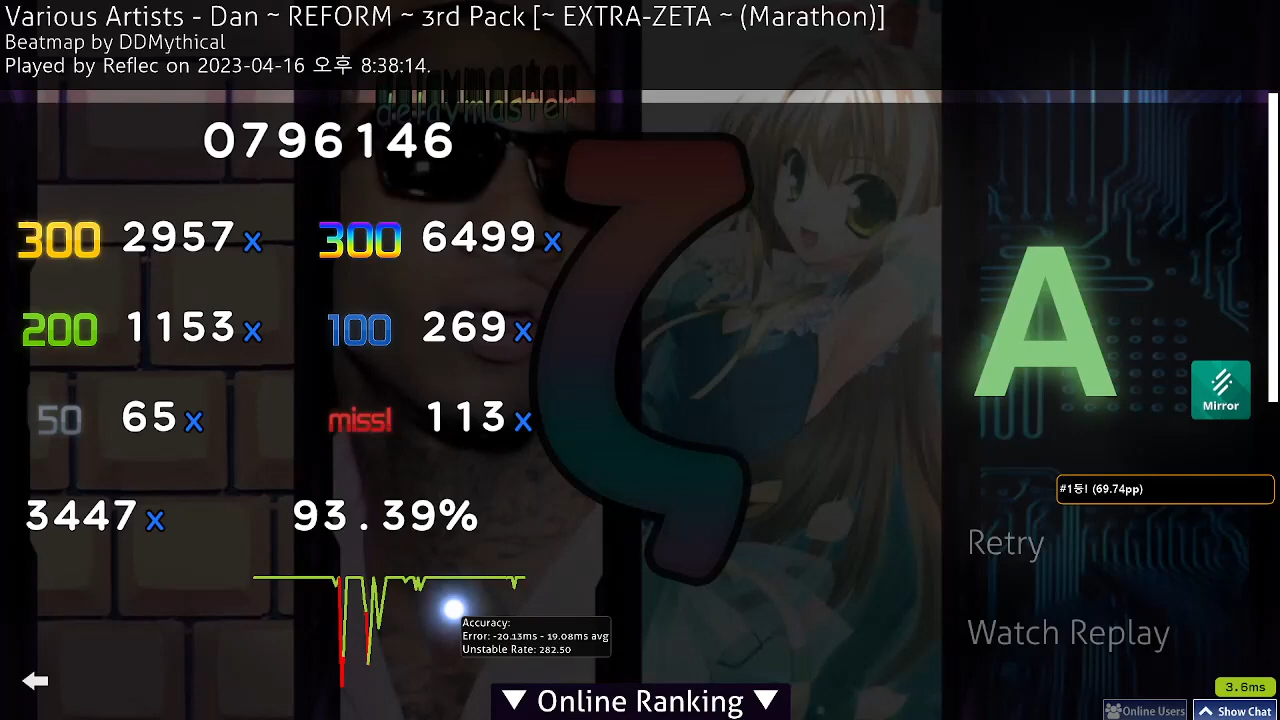 Various Artists - Dan ~ REFORM ~ 3rd Pack [~ EXTRA-ZETA ~ (Marathon)]
Beatmap by DDMythical
Played by Reflec on 2023-04-16 오후 8:38:14.
delaymaster
0796146
300 2957x 300 6499x
200 1153x 100 269x
50 65x miss! 113x
3447x 93.39%
ζ
A
Mirror
#1등! (69.74pp)
Retry
Accuracy:
Error: -20.13ms - 19.08ms avg
Unstable Rate: 282.50
Watch Replay
3.6ms
▼ Online Ranking ▼
Online Users
Show Chat